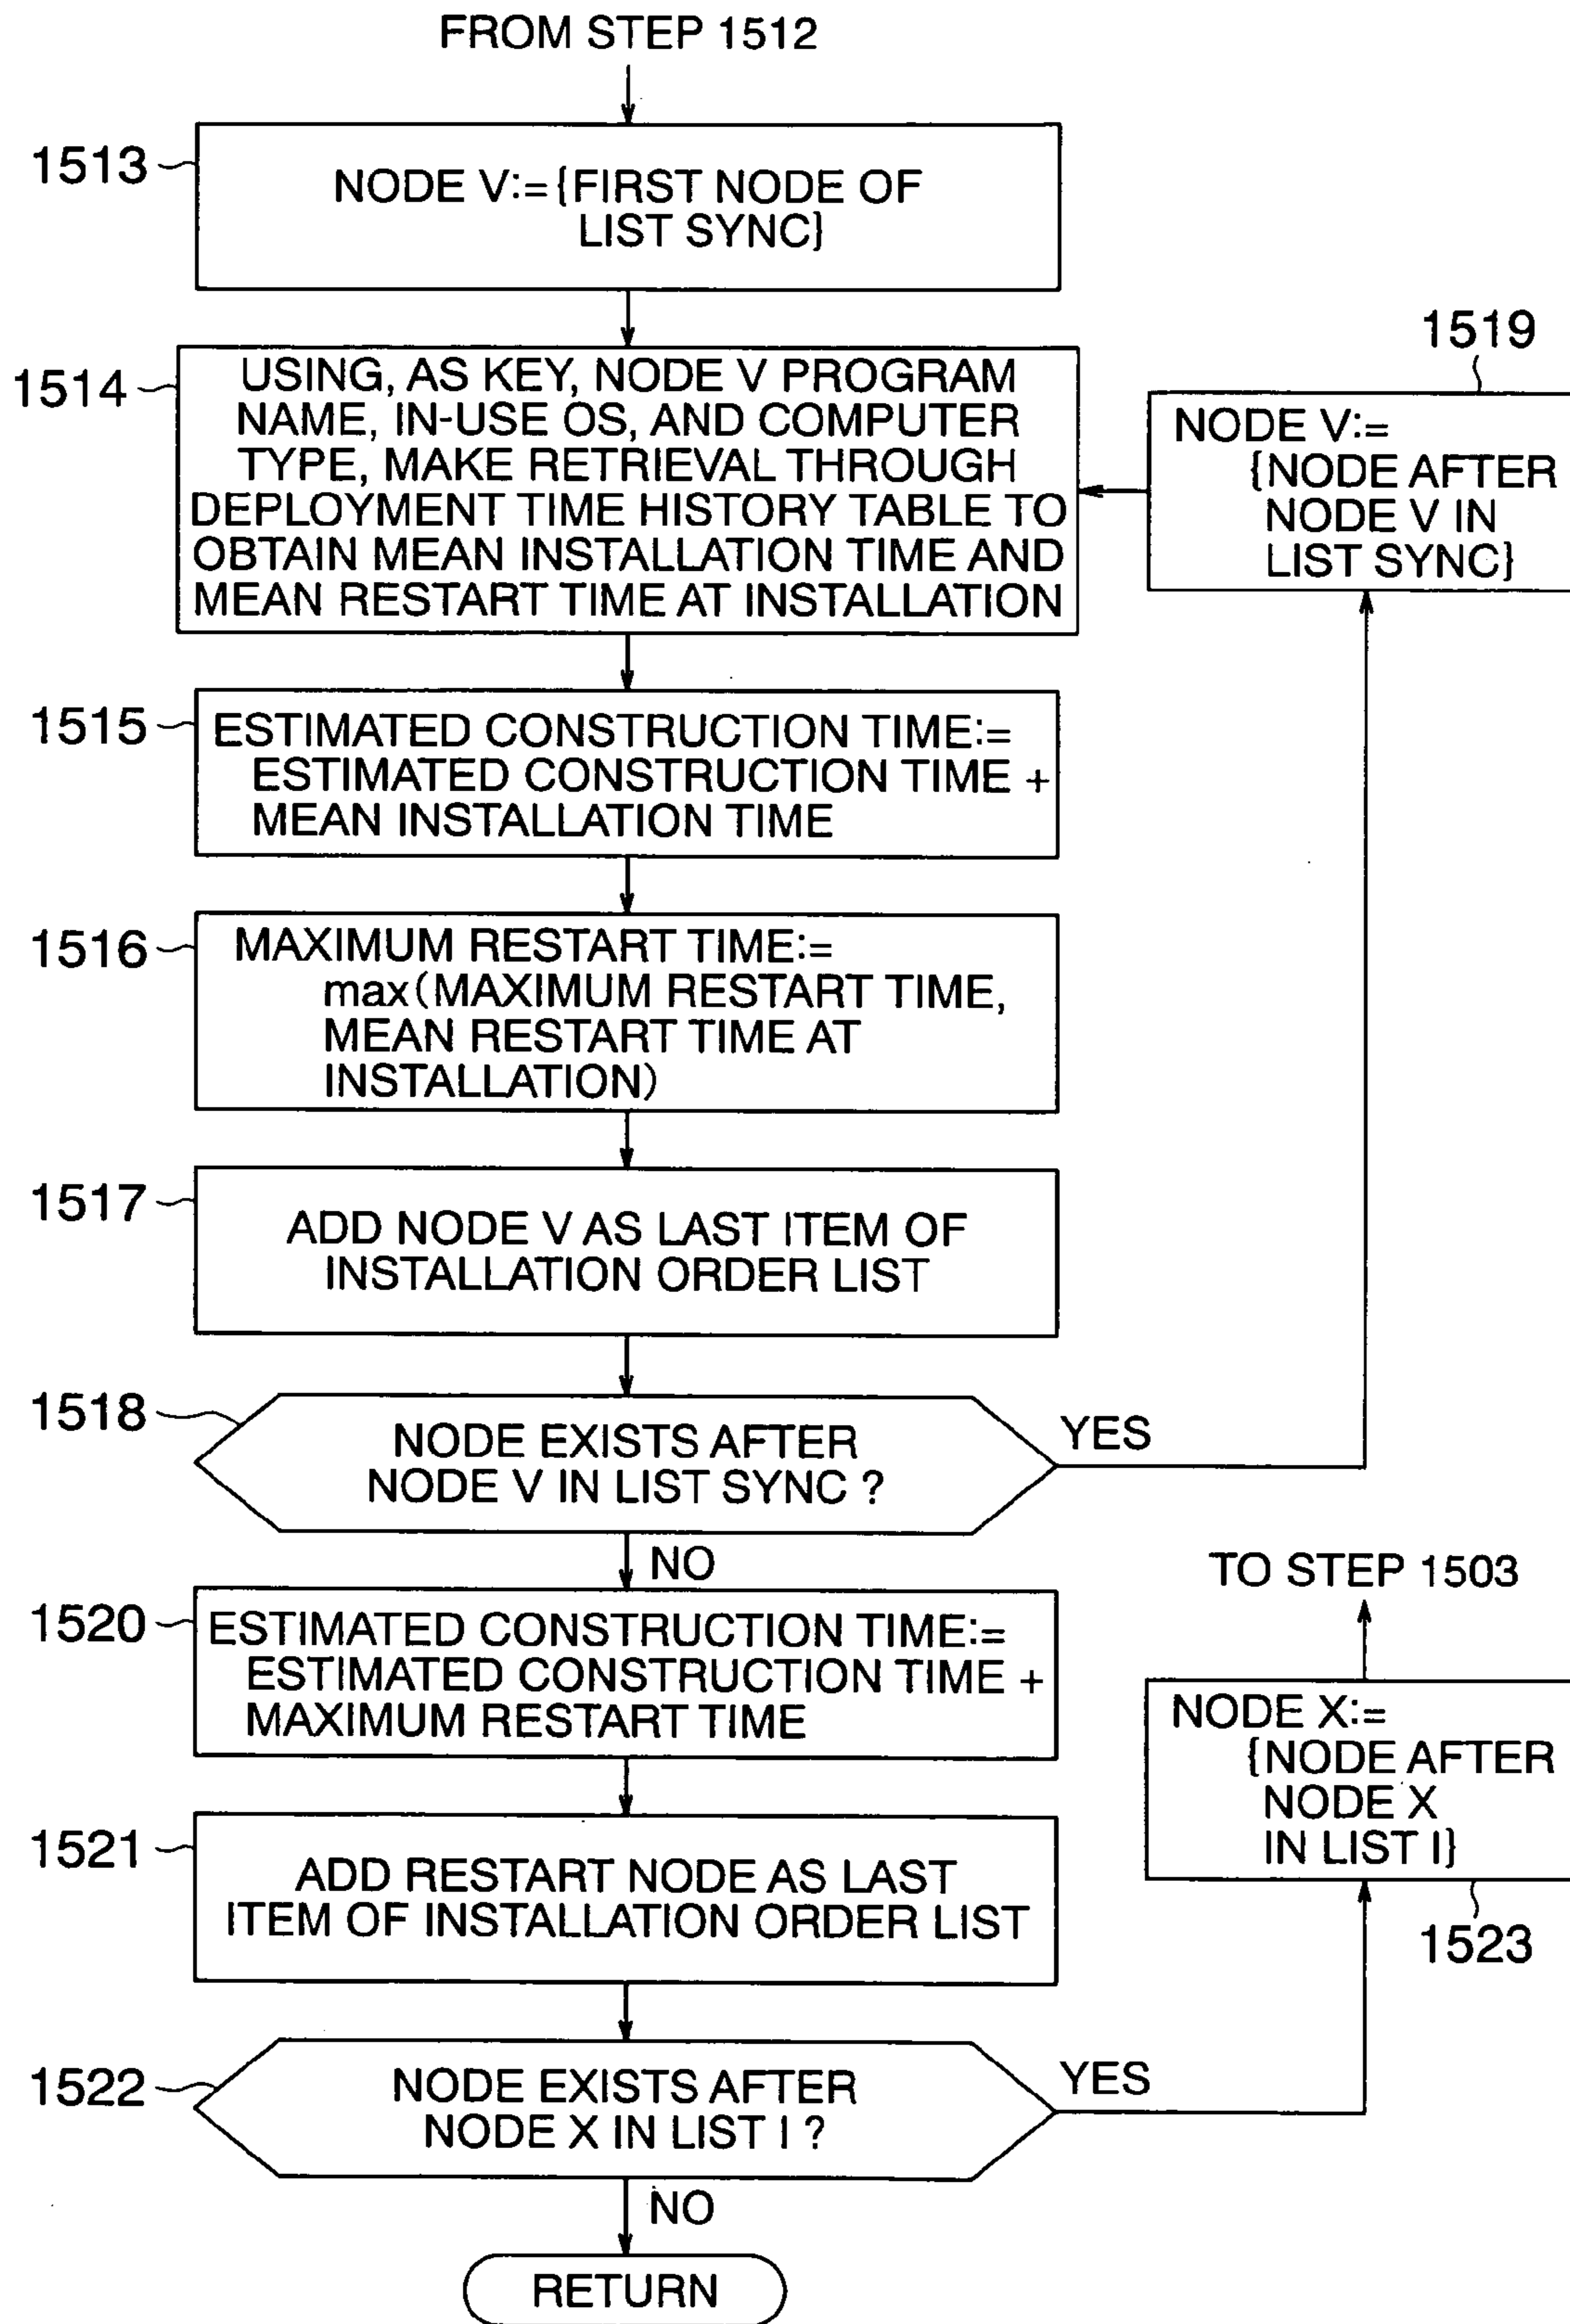 FROM STEP 1512
1513
NODE V:={FIRST NODE OF
LIST SYNC}
1514
USING, AS KEY, NODE V PROGRAM
NAME, IN-USE OS, AND COMPUTER
TYPE, MAKE RETRIEVAL THROUGH
DEPLOYMENT TIME HISTORY TABLE TO
OBTAIN MEAN INSTALLATION TIME AND
MEAN RESTART TIME AT INSTALLATION
1519
NODE V:=
{NODE AFTER
NODE V IN
LIST SYNC}
1515
ESTIMATED CONSTRUCTION TIME:=
ESTIMATED CONSTRUCTION TIME +
MEAN INSTALLATION TIME
1516
MAXIMUM RESTART TIME:=
max(MAXIMUM RESTART TIME,
MEAN RESTART TIME AT
INSTALLATION)
1517
ADD NODE V AS LAST ITEM OF
INSTALLATION ORDER LIST
1518
NODE EXISTS AFTER
NODE V IN LIST SYNC ?
YES
NO
1520
ESTIMATED CONSTRUCTION TIME:=
ESTIMATED CONSTRUCTION TIME +
MAXIMUM RESTART TIME
TO STEP 1503
NODE X:=
{NODE AFTER
NODE X
IN LIST I}
1523
1521
ADD RESTART NODE AS LAST
ITEM OF INSTALLATION ORDER LIST
1522
NODE EXISTS AFTER
NODE X IN LIST I ?
YES
NO
RETURN